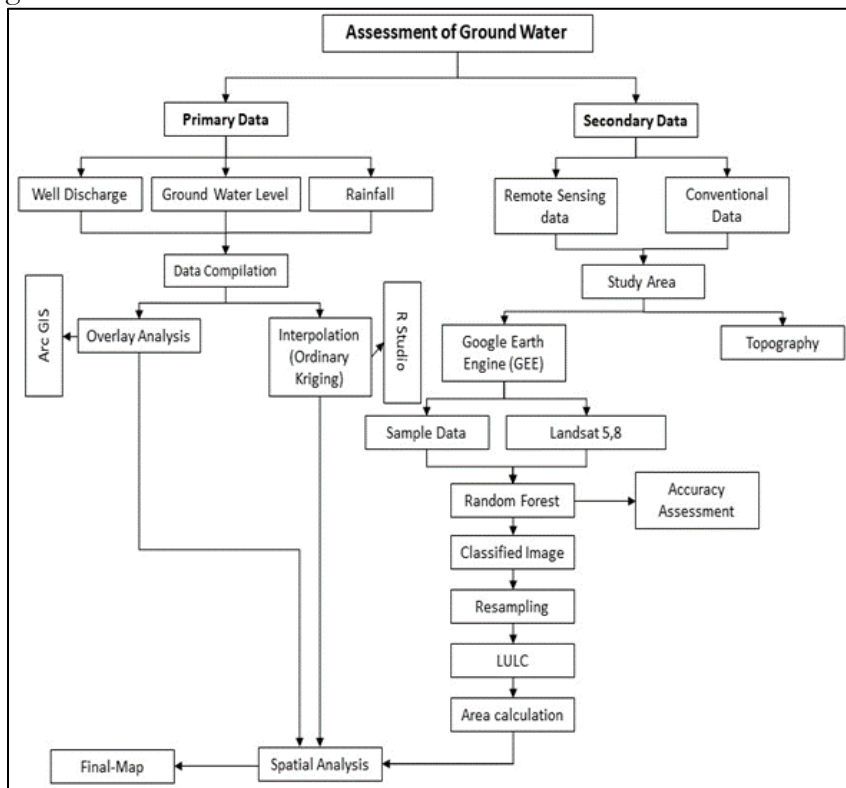 Assessment of Ground Water
Primary Data
Secondary Data
Well Discharge
Ground Water Level
Rainfall
Remote Sensing
data
Conventional
Data
Data Compilation
Study Area
Arc GIS
Overlay Analysis
Interpolation
(Ordinary
Kriging)
R Studio
Google Earth
Engine (GEE)
Topography
Sample Data
Landsat 5,8
Random Forest
Accuracy
Assessment
Classified Image
Resampling
LULC
Area calculation
Final-Map
Spatial Analysis